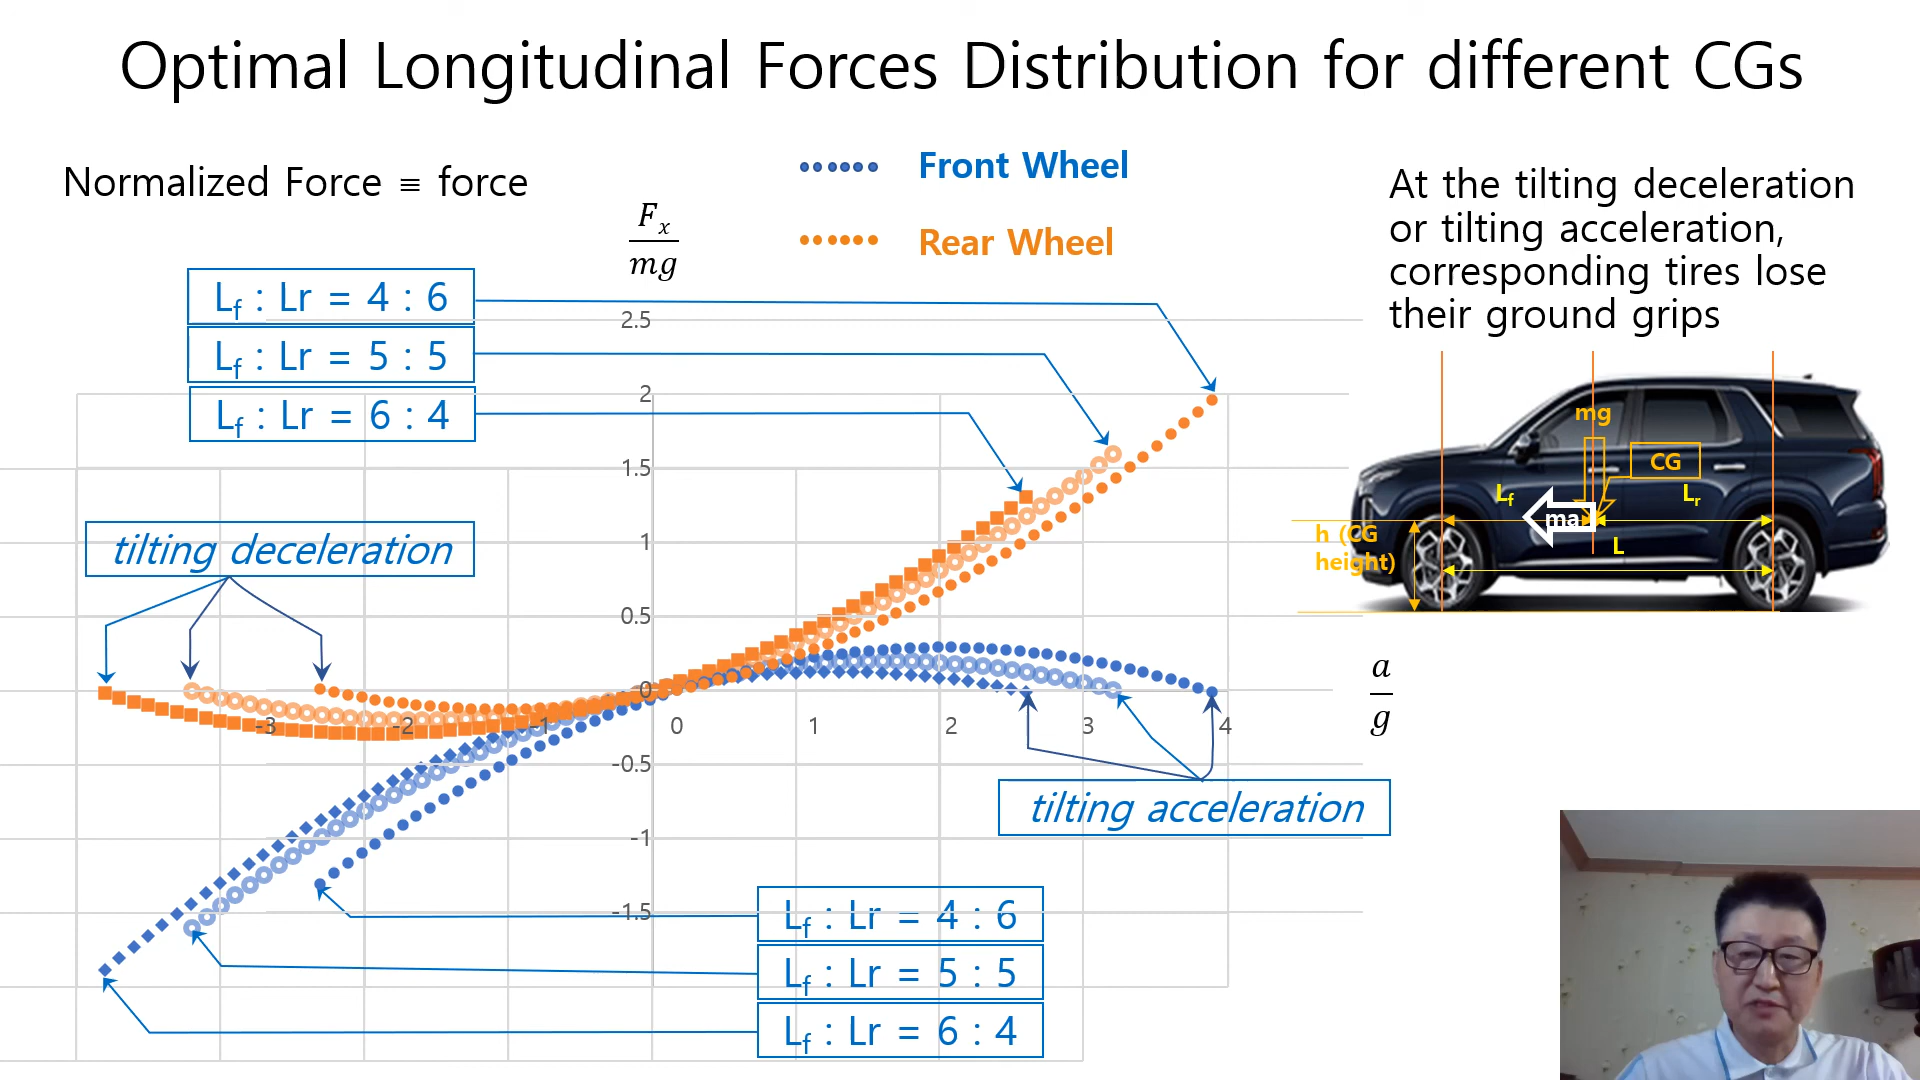 Optimal Longitudinal Forces Distribution for different CGs
Normalized Force ≡ force
F_x
mg
Front Wheel
Rear Wheel
At the tilting deceleration
or tilting acceleration,
corresponding tires lose
their ground grips
L_f : Lr = 4 : 6
L_f : Lr = 5 : 5
L_f : Lr = 6 : 4
2.5
2
1.5
1
0.5
0
-0.5
-1
-1.5
tilting deceleration
-3
-2
-1
0
1
2
3
4
a
g
tilting acceleration
L_f : Lr = 4 : 6
L_f : Lr = 5 : 5
L_f : Lr = 6 : 4
mg
CG
L_f
L_r
ma
L
h (CG
height)